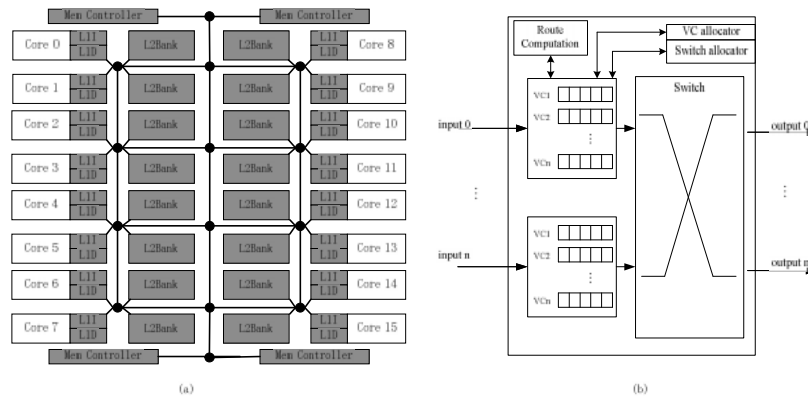 Mem Controller Mem Controller
Core 0 L1I L1D L2Bank L2Bank L1I L1D Core 8
Core 1 L1I L1D L2Bank L2Bank L1I L1D Core 9
Core 2 L1I L1D L2Bank L2Bank L1I L1D Core 10
Core 3 L1I L1D L2Bank L2Bank L1I L1D Core 11
Core 4 L1I L1D L2Bank L2Bank L1I L1D Core 12
Core 5 L1I L1D L2Bank L2Bank L1I L1D Core 13
Core 6 L1I L1D L2Bank L2Bank L1I L1D Core 14
Core 7 L1I L1D L2Bank L2Bank L1I L1D Core 15
Mem Controller Mem Controller
(a)
Route
Computation
VC allocator
Switch allocator
Switch
input 0
VC1
VC2
...
VCn
output 0
...
...
input n
VC1
VC2
...
VCn
output n
(b)